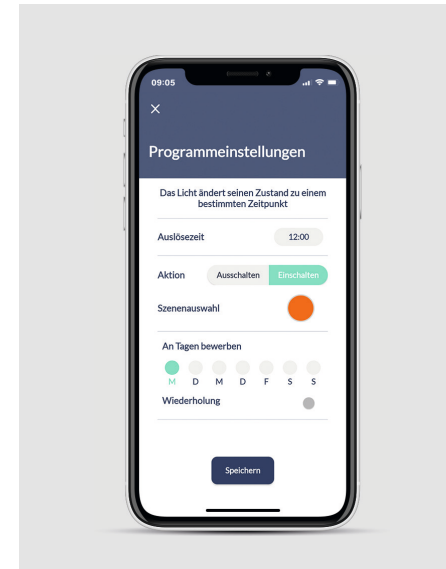 09:05
Programmeinstellungen
Das Licht ändert seinen Zustand zu einem
bestimmten Zeitpunkt
Auslösezeit 12:00
Aktion Ausschalten Einschalten
Szenenauswahl
An Tagen bewerben
M D M D F S S
Wiederholung
Speichern